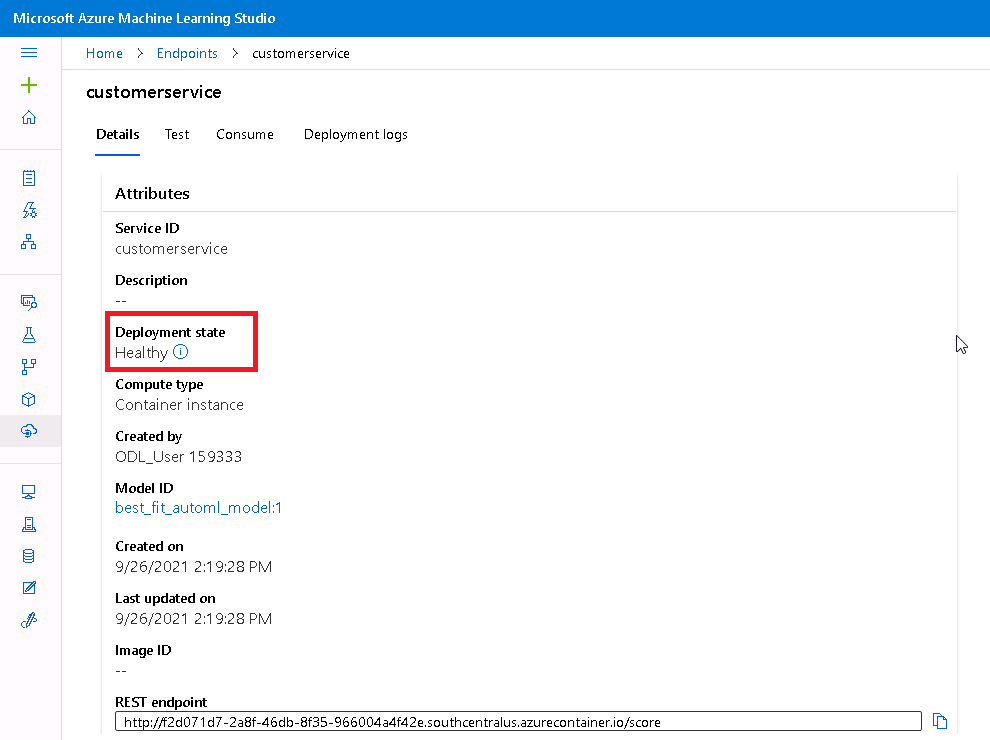 Microsoft Azure Machine Learning Studio
Home > Endpoints > customerservice
customerservice
Details Test Consume Deployment logs
Attributes
Service ID
customerservice
Description
--
Deployment state
Healthy
Compute type
Container instance
Created by
ODL_User 159333
Model ID
best_fit_automl_model:1
Created on
9/26/2021 2:19:28 PM
Last updated on
9/26/2021 2:19:28 PM
Image ID
--
REST endpoint
http://f2d071d7-2a8f-46db-8f35-966004a4f42e.southcentralus.azurecontainer.io/score